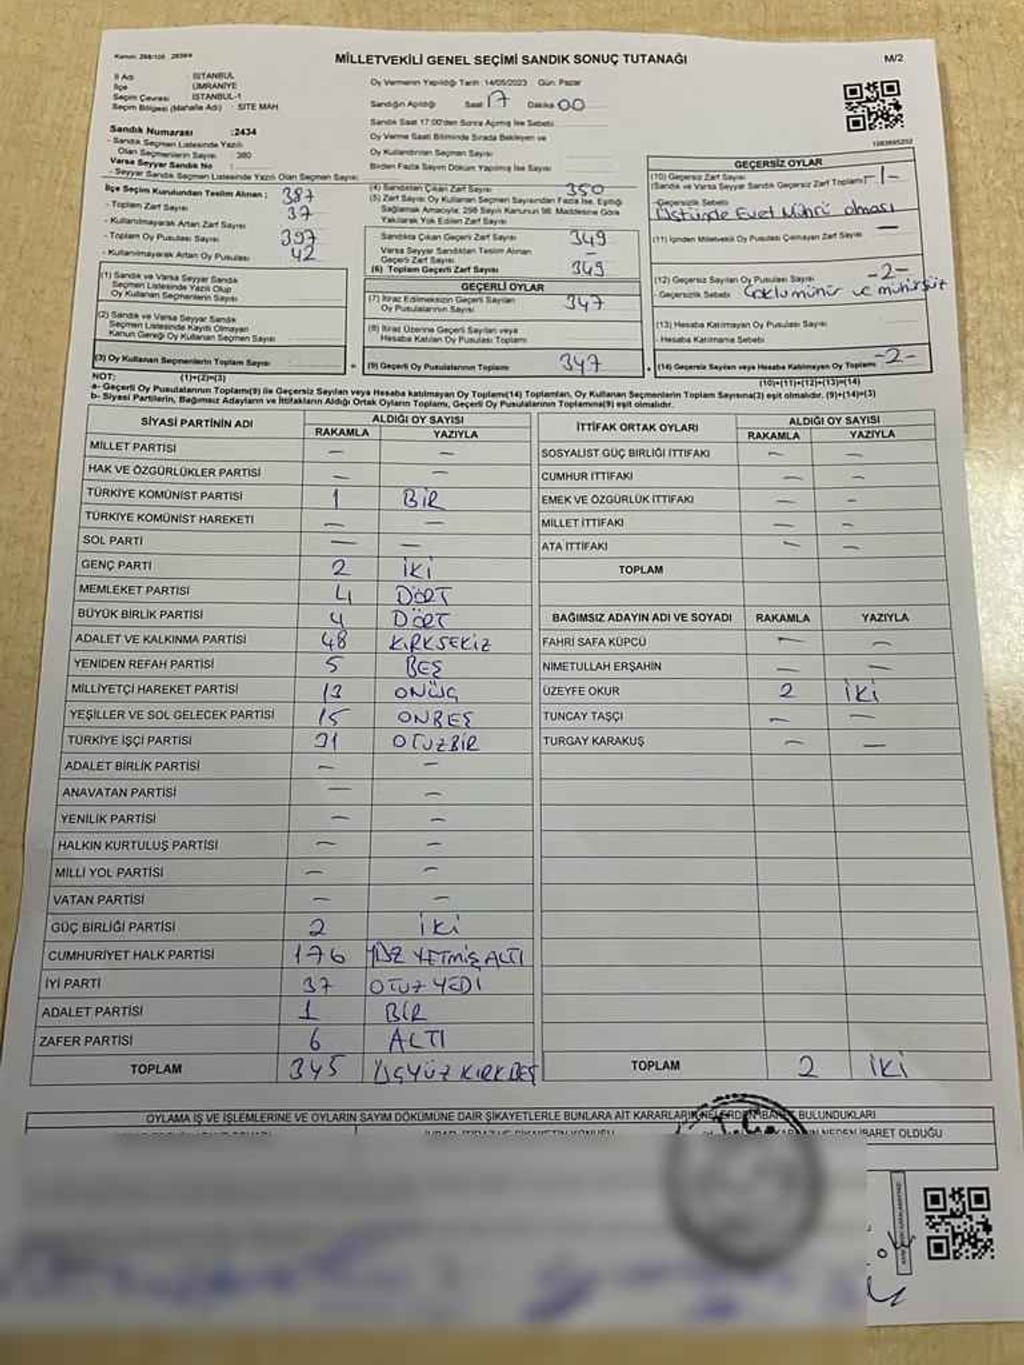 MİLLETVEKİLİ GENEL SEÇİMİ SANDIK SONUÇ TUTANAĞI
M/2
İl Adı : İSTANBUL
İlçe : ÜMRANİYE
Seçim Çevresi : İSTANBUL-1
Seçim Bölgesi (Mahalle Adı) : SİTE MAH.
Sandık Numarası :2434
- Sandık Seçmen Listesinde Yazılı
Olan Seçmenlerin Sayısı : 380
Varsa Seyyar Sandık No :
- Seyyar Sandık Seçmen Listesinde Yazılı Olan Seçmen Sayısı:
Oy Vermenin Yapıldığı Tarih :14/05/2023 Gün: Pazar
Sandığın Açıldığı Saat 17 Dakika 00
Sandık Saat 17:00'den Sonra Açılmış İse Sebebi
Oy Verme Saati Bitiminde Sırada Bekleyen ve
Oy Kullandırılan Seçmen Sayısı
Birden Fazla Sayım Döküm Yapılmış İse Sayısı
İlçe Seçim Kurulundan Teslim Alınan : 387
- Toplam Zarf Sayısı 37
- Kullanılmayarak Artan Zarf Sayısı
- Toplam Oy Pusulası Sayısı 397
- Kullanılmayarak Artan Oy Pusulası 42
(1) Sandık ve Varsa Seyyar Sandık
Seçmen Listesinde Yazılı Olup
Oy Kullanan Seçmenlerin Sayısı
(2) Sandık ve Varsa Seyyar Sandık
Seçmen Listesinde Kayıtlı Olmayan
Kanun Gereği Oy Kullanan Seçmen Sayısı
(3) Oy Kullanan Seçmenlerin Toplam Sayısı
(4) Sandıktan Çıkan Zarf Sayısı 350
(5) Zarf Sayısı Oy Kullanan Seçmen Sayısından Fazla İse, Eşitliği
Sağlamak Amacıyla; 298 Sayılı Kanunun 98. Maddesine Göre
Yakılarak Yok Edilen Zarf Sayısı
Sandıkta Çıkan Geçerli Zarf Sayısı 349
Varsa Seyyar Sandıktan Teslim Alınan
Geçerli Zarf Sayısı –
(6) Toplam Geçerli Zarf Sayısı 349
GEÇERLİ OYLAR
(7) İtiraz Edilmeksizin Geçerli Sayılan
Oy Pusulalarının Sayısı 347
(8) İtiraz Üzerine Geçerli Sayılan veya
Hesaba Katılan Oy Pusulaları Toplamı
(9) Geçerli Oy Pusulalarının Toplamı 347
GEÇERSİZ OYLAR
(10) Geçersiz Zarf Sayısı
(Sandık ve Varsa Seyyar Sandık Geçersiz Zarf Toplamı) -1-
-Geçersizlik Sebebi
Üstünde Evet Mührü olması
(11) İçinden Milletvekili Oy Pusulası Çıkmayan Zarf Sayısı –
(12) Geçersiz Sayılan Oy Pusulası Sayısı -2-
- Geçersizlik Sebebi
(13) Hesaba Katılmayan Oy Pusulası Sayısı
- Hesaba Katılmama Sebebi
(14) Geçersiz Sayılan veya Hesaba Katılmayan Oy Toplamı -2-
NOT: (1)+(2)=(3) (10)+(11)+(12)+(13)=(14)
a- Geçerli Oy Pusulalarının Toplamı(9) ile Geçersiz Sayılan veya Hesaba katılmayan Oy Toplamı(14) Toplamları, Oy Kullanan Seçmenlerin Toplam Sayısına(3) eşit olmalıdır. (9)+(14)=(3)
b- Siyasi Partilerin, Bağımsız Adayların ve İttifakların Aldığı Ortak Oyların Toplamı, Geçerli Oy Pusulalarının Toplamına(9) eşit olmalıdır.
SİYASİ PARTİNİN ADI ALDIĞI OY SAYISI
RAKAMLA YAZIYLA
MİLLET PARTİSİ – –
HAK VE ÖZGÜRLÜKLER PARTİSİ – –
TÜRKİYE KOMÜNİST PARTİSİ 1 BİR
TÜRKİYE KOMÜNİST HAREKETİ – –
SOL PARTİ – –
GENÇ PARTİ 2 İKİ
MEMLEKET PARTİSİ 4 DÖRT
BÜYÜK BİRLİK PARTİSİ 4 DÖRT
ADALET VE KALKINMA PARTİSİ 48 KIRKSEKİZ
YENİDEN REFAH PARTİSİ 5 BEŞ
MİLLİYETÇİ HAREKET PARTİSİ 13 ONÜÇ
YEŞİLLER VE SOL GELECEK PARTİSİ 15 ONBEŞ
TÜRKİYE İŞÇİ PARTİSİ 31 OTUZBİR
ADALET BİRLİK PARTİSİ – –
ANAVATAN PARTİSİ – –
YENİLİK PARTİSİ – –
HALKIN KURTULUŞ PARTİSİ – –
MİLLİ YOL PARTİSİ – –
VATAN PARTİSİ – –
GÜÇ BİRLİĞİ PARTİSİ 2 İKİ
CUMHURİYET HALK PARTİSİ 176 YÜZ YETMİŞ ALTI
İYİ PARTİ 37 OTUZ YEDİ
ADALET PARTİSİ 1 BİR
ZAFER PARTİSİ 6 ALTI
TOPLAM 345 ÜÇYÜZ KIRKBEŞ
İTTİFAK ORTAK OYLARI ALDIĞI OY SAYISI
RAKAMLA YAZIYLA
SOSYALİST GÜÇ BİRLİĞİ İTTİFAKI – –
CUMHUR İTTİFAKI – –
EMEK VE ÖZGÜRLÜK İTTİFAKI – –
MİLLET İTTİFAKI – –
ATA İTTİFAKI – –
TOPLAM
BAĞIMSIZ ADAYIN ADI VE SOYADI RAKAMLA YAZIYLA
FAHRİ SAFA KÜPCÜ – –
NİMETULLAH ERŞAHİN – –
ÜZEYFE OKUR 2 İKİ
TUNCAY TAŞÇI – –
TURGAY KARAKUŞ – –
TOPLAM 2 İKİ
OYLAMA İŞ VE İŞLEMLERİNE VE OYLARIN SAYIM DÖKÜMÜNE DAİR ŞİKAYETLERLE BUNLARA AİT KARARLARIN NELERDEN İBARET BULUNDUKLARI
NEDEN İBARET OLDUĞU
T.C.